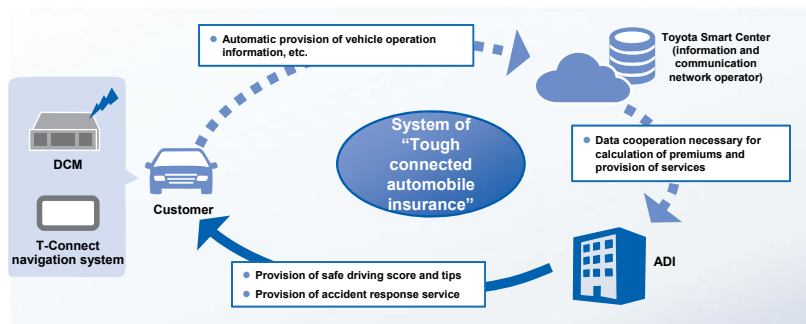 ● Automatic provision of vehicle operation
information, etc.
Toyota Smart Center
(information and
communication
network operator)
DCM
T-Connect
navigation system
Customer
System of
“Tough
connected
automobile
insurance”
● Data cooperation necessary for
calculation of premiums and
provision of services
ADI
● Provision of safe driving score and tips
● Provision of accident response service